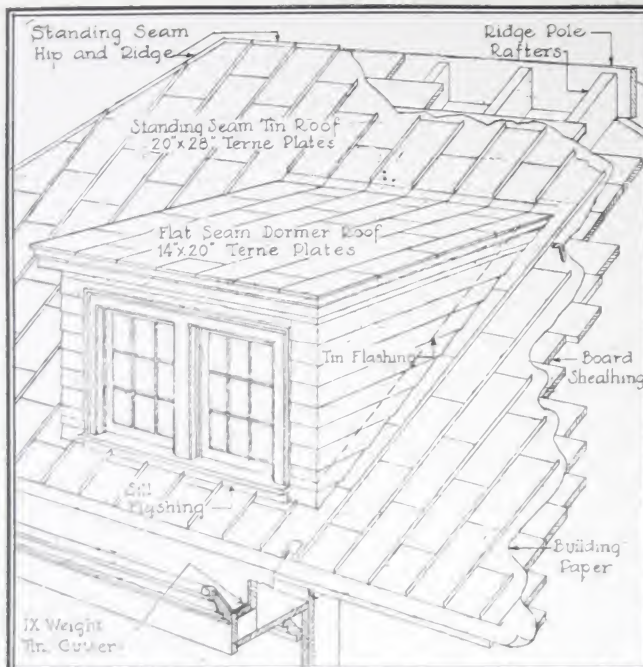 Standing Seam
Hip and Ridge
Ridge Pole
Rafters
Standing Seam Tin Roof
20"x28" Terne Plates
Flat Seam Dormer Roof
14"x20" Terne Plates
Tin Flashing
Board
Sheathing
Sill
Flashing
Building
Paper
IX Weight
Tin Gutter